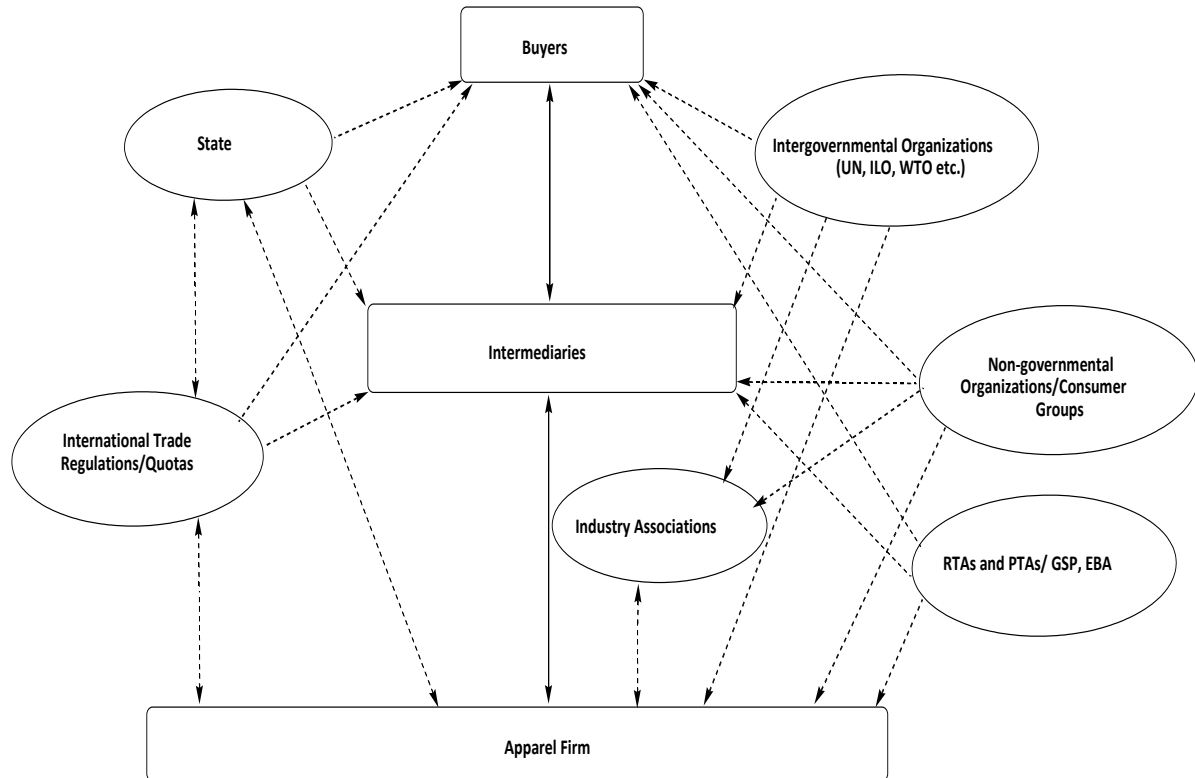 Buyers
State
Intergovernmental Organizations
(UN, ILO, WTO etc.)
Intermediaries
Non-governmental
Organizations/Consumer
Groups
International Trade
Regulations/Quotas
Industry Associations
RTAs and PTAs/ GSP, EBA
Apparel Firm